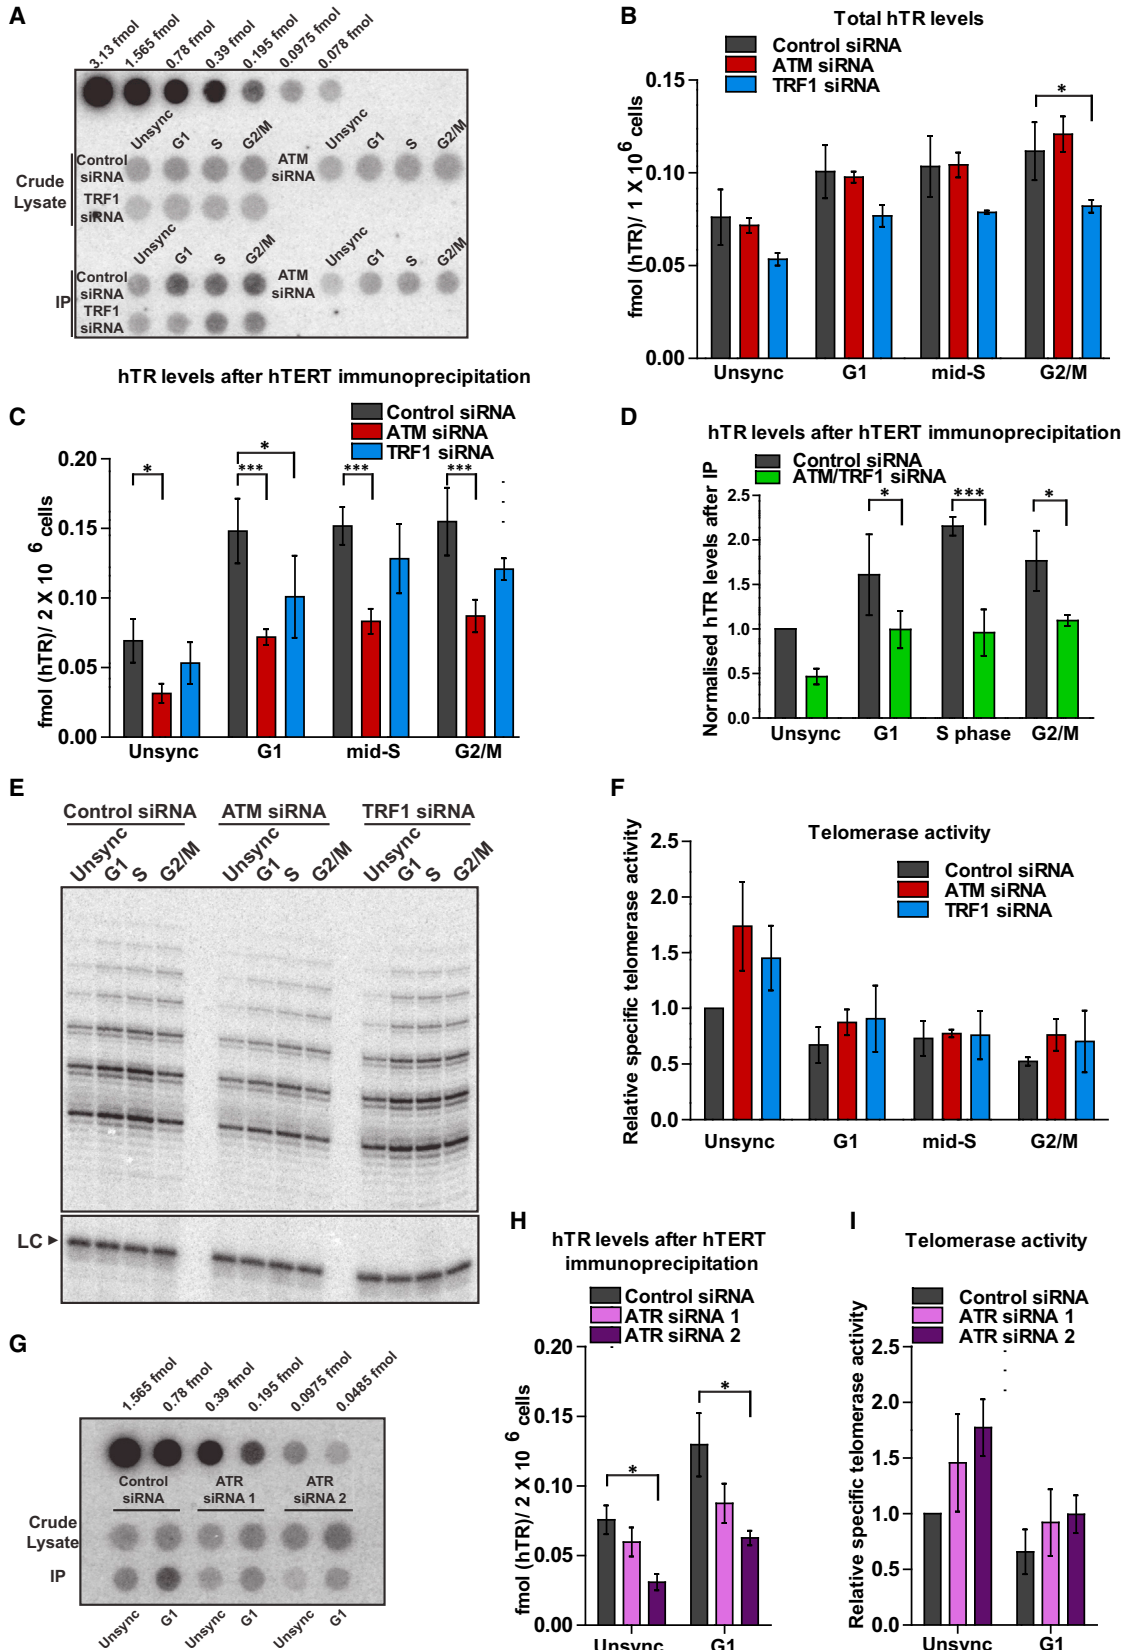 A
3.13 fmol
1.565 fmol
0.78 fmol
0.39 fmol
0.195 fmol
0.0975 fmol
0.078 fmol
Unsync
G1
S
G2/M
Unsync
G1
S
G2/M
Crude
Lysate
Control
siRNA
ATM
siRNA
TRF1
siRNA
Unsync
G1
S
G2/M
Unsync
G1
S
G2/M
IP
Control
siRNA
ATM
siRNA
TRF1
siRNA
B
Total hTR levels
Control siRNA
ATM siRNA
TRF1 siRNA
fmol (hTR)/ 1 X 10^6 cells
0.15
0.10
0.05
0.00
*
Unsync
G1
mid-S
G2/M
hTR levels after hTERT immunoprecipitation
C
Control siRNA
ATM siRNA
TRF1 siRNA
fmol (hTR)/ 2 X 10^6 cells
0.20
0.15
0.10
0.05
0.00
*
***
*
***
***
Unsync
G1
mid-S
G2/M
D
hTR levels after hTERT immunoprecipitation
Control siRNA
ATM/TRF1 siRNA
Normalised hTR levels after IP
2.5
2.0
1.5
1.0
0.5
0.0
*
***
*
Unsync
G1
S phase
G2/M
E
Control siRNA
ATM siRNA
TRF1 siRNA
Unsync
G1
S
G2/M
Unsync
G1
S
G2/M
Unsync
G1
S
G2/M
LC
F
Telomerase activity
Control siRNA
ATM siRNA
TRF1 siRNA
Relative specific telomerase activity
2.5
2.0
1.5
1.0
0.5
0.0
Unsync
G1
mid-S
G2/M
G
1.565 fmol
0.78 fmol
0.39 fmol
0.195 fmol
0.0975 fmol
0.0485 fmol
Control
siRNA
ATR
siRNA 1
ATR
siRNA 2
Crude
Lysate
IP
Unsync
G1
Unsync
G1
Unsync
G1
H
hTR levels after hTERT
immunoprecipitation
Control siRNA
ATR siRNA 1
ATR siRNA 2
fmol (hTR)/ 2 X 10^6 cells
0.20
0.15
0.10
0.05
0.00
*
*
Unsync
G1
I
Telomerase activity
Control siRNA
ATR siRNA 1
ATR siRNA 2
Relative specific telomerase activity
2.5
2.0
1.5
1.0
0.5
0.0
Unsync
G1